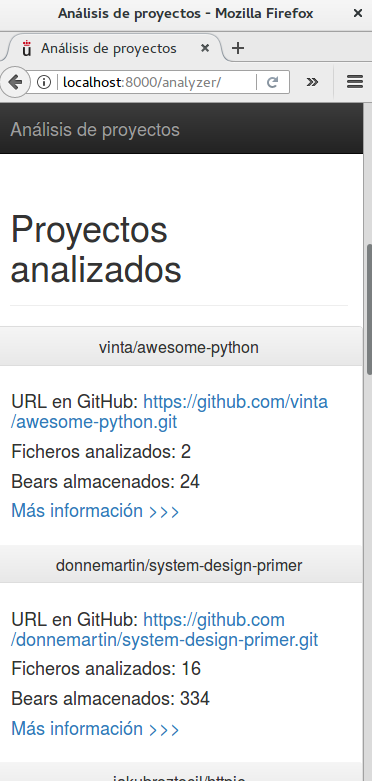 Análisis de proyectos - Mozilla Firefox ×
Análisis de proyectos × +
localhost:8000/analyzer/ »
Análisis de proyectos
Proyectos
analizados
vinta/awesome-python
URL en GitHub: https://github.com/vinta
/awesome-python.git
Ficheros analizados: 2
Bears almacenados: 24
Más información >>>
donnemartin/system-design-primer
URL en GitHub: https://github.com
/donnemartin/system-design-primer.git
Ficheros analizados: 16
Bears almacenados: 334
Más información >>>